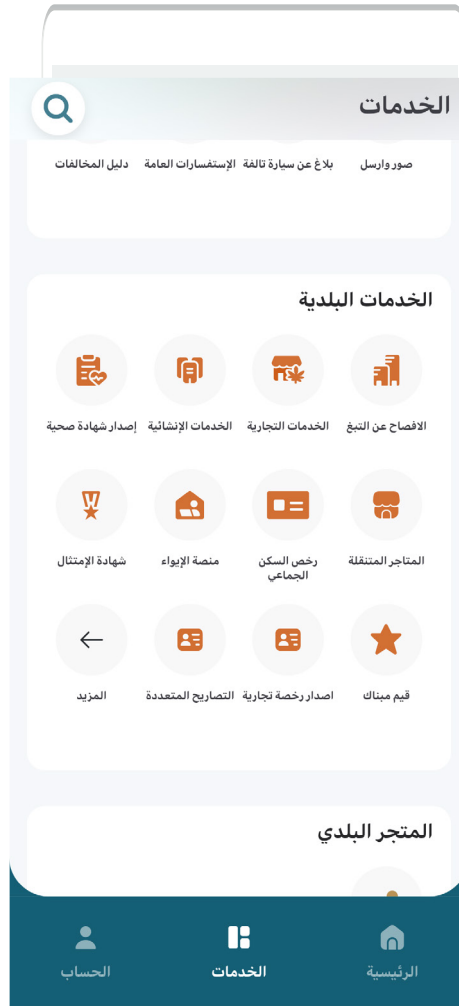 الخدمات
صور وارسل
بلاغ عن سيارة تالفة
الإستفسارات العامة
دليل المخالفات
الخدمات البلدية
الافصاح عن التبغ
الخدمات التجارية
الخدمات الإنشائية
إصدار شهادة صحية
المتاجر المتنقلة
رخص السكن
الجماعي
منصة الإيواء
شهادة الإمتثال
قيم مبناك
اصدار رخصة تجارية
التصاريح المتعددة
المزيد
المتجر البلدي
الرئيسية
الخدمات
الحساب